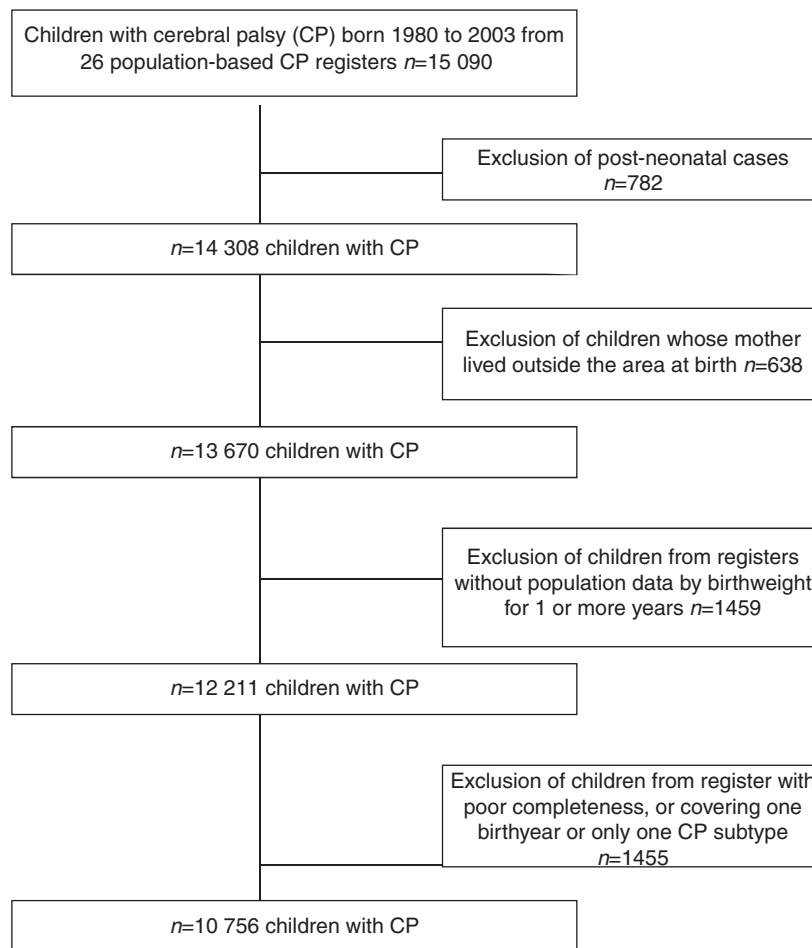 Children with cerebral palsy (CP) born 1980 to 2003 from
26 population-based CP registers n=15 090
Exclusion of post-neonatal cases
n=782
n=14 308 children with CP
Exclusion of children whose mother
lived outside the area at birth n=638
n=13 670 children with CP
Exclusion of children from registers
without population data by birthweight
for 1 or more years n=1459
n=12 211 children with CP
Exclusion of children from register with
poor completeness, or covering one
birthyear or only one CP subtype
n=1455
n=10 756 children with CP